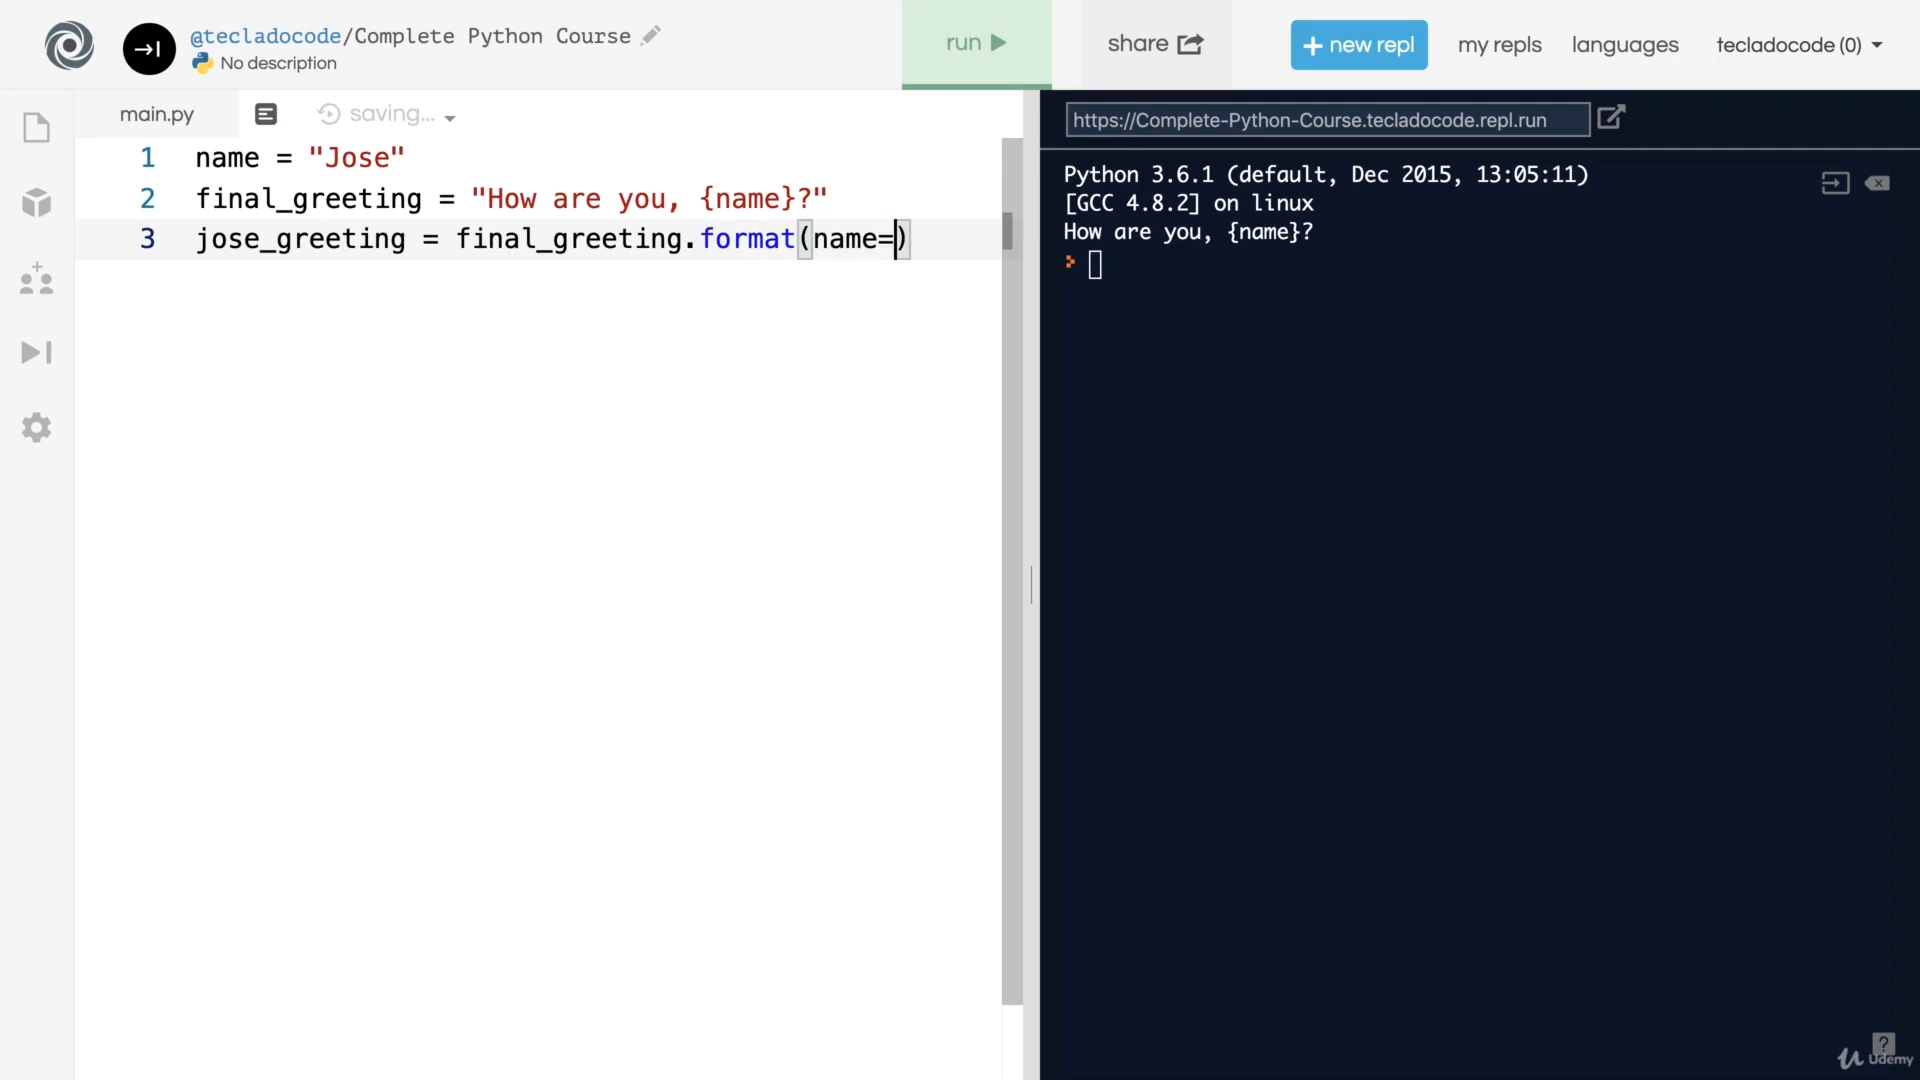 @tecladocode/Complete Python Course
No description
run
share
+ new repl
my repls
languages
tecladocode (0)
main.py
saving...
1 name = "Jose"
2 final_greeting = "How are you, {name}?"
3 jose_greeting = final_greeting.format(name=)
https://Complete-Python-Course.tecladocode.repl.run
Python 3.6.1 (default, Dec 2015, 13:05:11)
[GCC 4.8.2] on linux
How are you, {name}?
?
Udemy